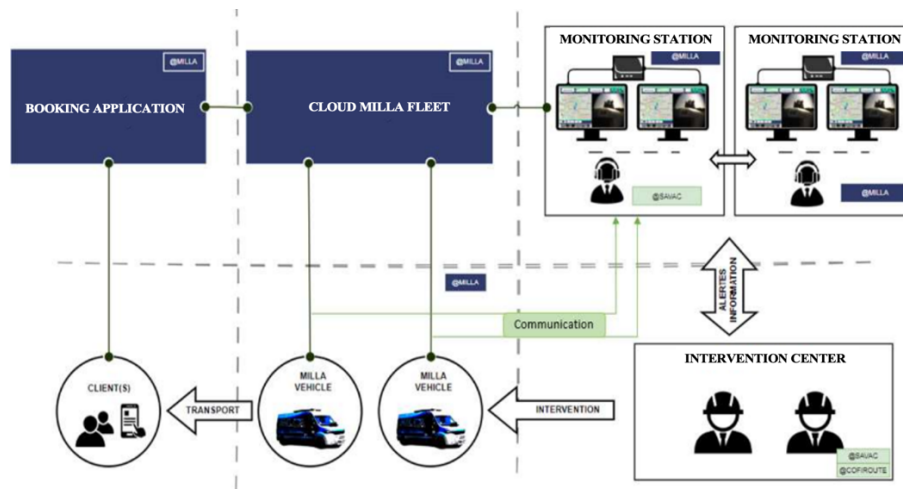 @MILLA
BOOKING APPLICATION
@MILLA
CLOUD MILLA FLEET
MONITORING STATION
@MILLA
@SAVAC
MONITORING STATION
@MILLA
@MILLA
@MILLA
Communication
ALERTES
INFORMATION
CLIENT(S)
TRANSPORT
MILLA
VEHICLE
MILLA
VEHICLE
INTERVENTION
INTERVENTION CENTER
@SAVAC
@COFIROUTE